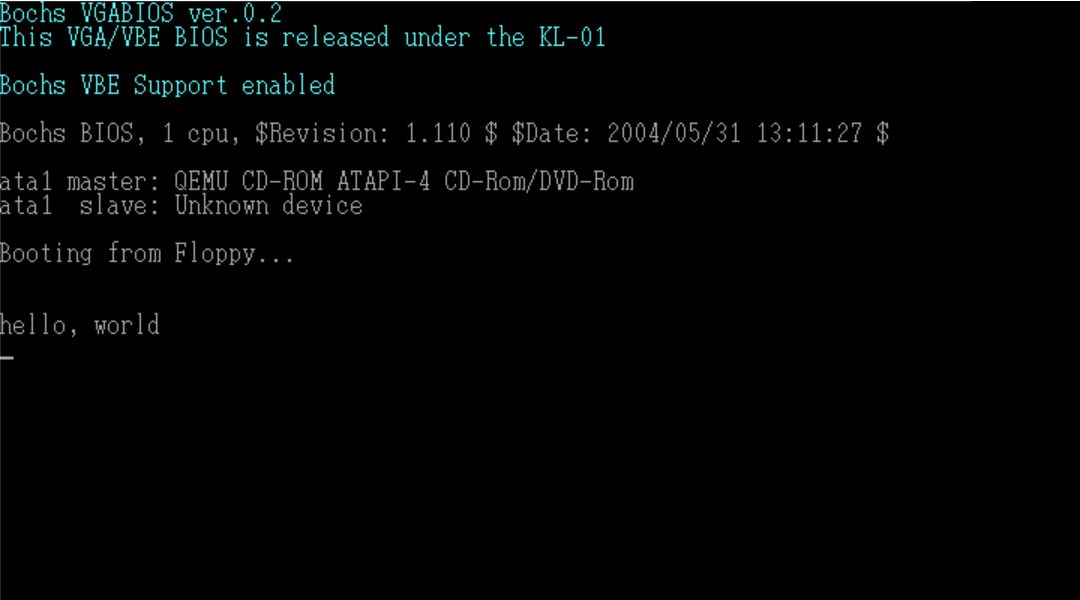 Bochs VGABIOS ver.0.2
This VGA/VBE BIOS is released under the KL-01
Bochs VBE Support enabled
Bochs BIOS, 1 cpu, $Revision: 1.110 $ $Date: 2004/05/31 13:11:27 $
ata1 master: QEMU CD-ROM ATAPI-4 CD-Rom/DVD-Rom
ata1  slave: Unknown device
Booting from Floppy...
hello, world